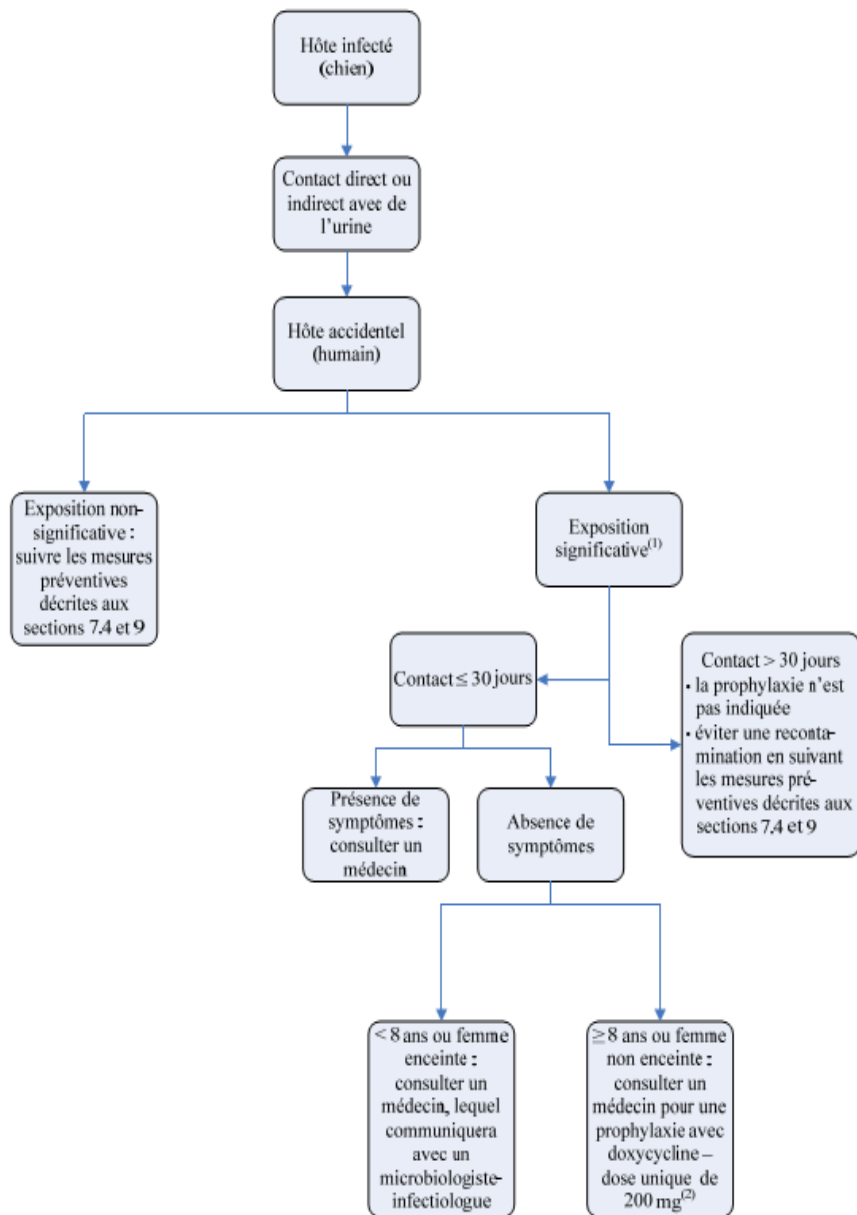 Hôte infecté
(chien)
Contact direct ou
indirect avec de
l'urine
Hôte accidentel
(humain)
Exposition non-
significative :
suivre les mesures
préventives
décrites aux
sections 7.4 et 9
Exposition
significative(1)
Contact ≤ 30 jours
Contact > 30 jours
• la prophylaxie n'est
pas indiquée
• éviter une reconta-
mination en suivant
les mesures pré-
ventives décrites aux
sections 7.4 et 9
Présence de
symptômes :
consulter un
médecin
Absence de
symptômes
< 8 ans ou femme
enceinte :
consulter un
médecin, lequel
communiquera
avec un
microbiologiste-
infectiologue
≥ 8 ans ou femme
non enceinte :
consulter un
médecin pour une
prophylaxie avec
doxycycline –
dose unique de
200 mg(2)